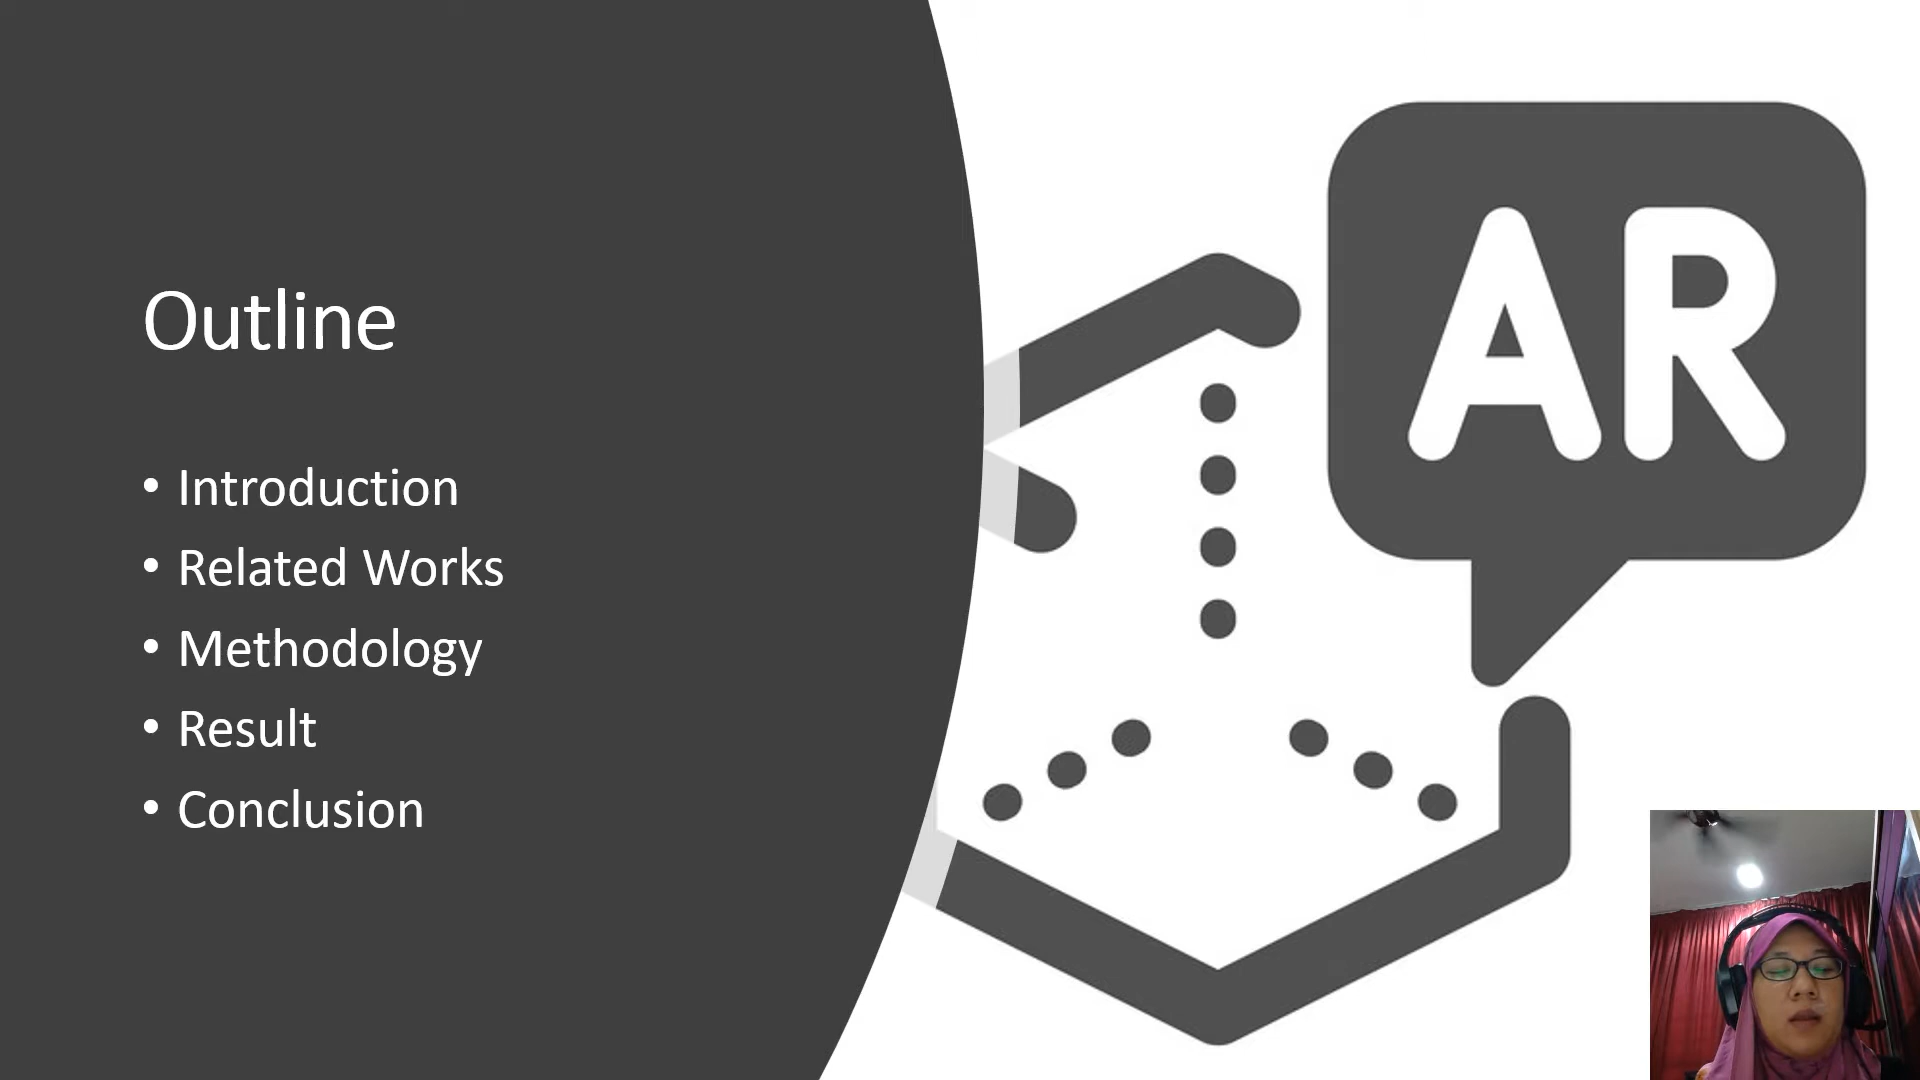 Outline
• Introduction
• Related Works
• Methodology
• Result
• Conclusion
AR